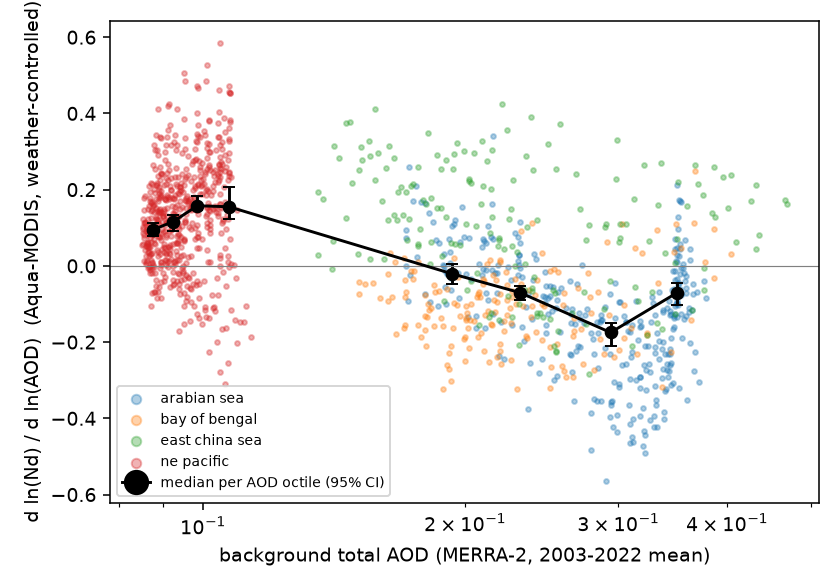 d ln(Nd) / d ln(AOD) (Aqua-MODIS, weather-controlled)
0.6
0.4
0.2
0.0
−0.2
−0.4
−0.6
arabian sea
bay of bengal
east china sea
ne pacific
median per AOD octile (95% CI)
10⁻¹
2 × 10⁻¹
3 × 10⁻¹
4 × 10⁻¹
background total AOD (MERRA-2, 2003-2022 mean)